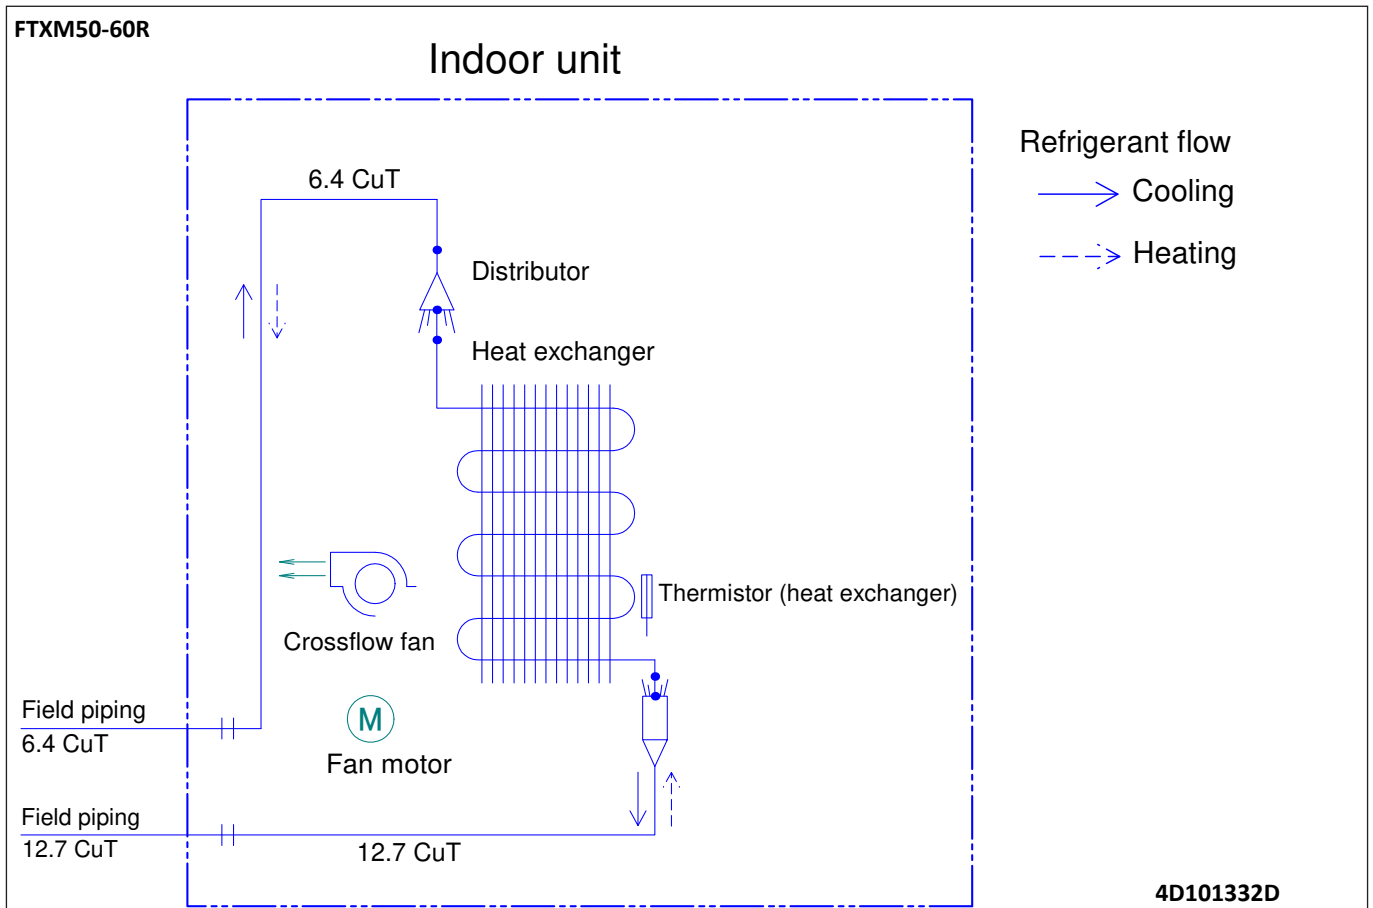 FTXM50-60R
Indoor unit
Refrigerant flow
Cooling
Heating
6.4 CuT
Distributor
Heat exchanger
Thermistor (heat exchanger)
Crossflow fan
M
Fan motor
Field piping
6.4 CuT
Field piping
12.7 CuT
12.7 CuT
4D101332D